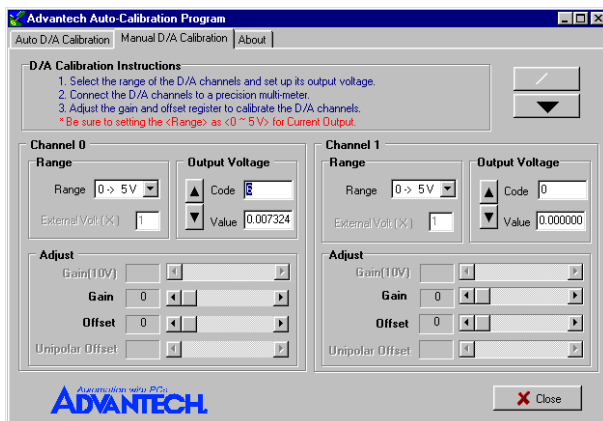 Advantech Auto-Calibration Program
Auto D/A Calibration Manual D/A Calibration About
D/A Calibration Instructions
1. Select the range of the D/A channels and set up its output voltage.
2. Connect the D/A channels to a precision multi-meter.
3. Adjust the gain and offset register to calibrate the D/A channels.
* Be sure to setting the <Range> as <0 ~ 5 V> for Current Output.
Channel 0
Range
Range 0 -> 5 V
External Volt ( X ) 1
Output Voltage
Code 6
Value 0.007324
Adjust
Gain(10V)
Gain 0
Offset 0
Unipolar Offset
Channel 1
Range
Range 0 -> 5 V
External Volt ( X ) 1
Output Voltage
Code 0
Value 0.000000
Adjust
Gain(10V)
Gain 0
Offset 0
Unipolar Offset
Automation with PCs
ADVANTECH.
Close